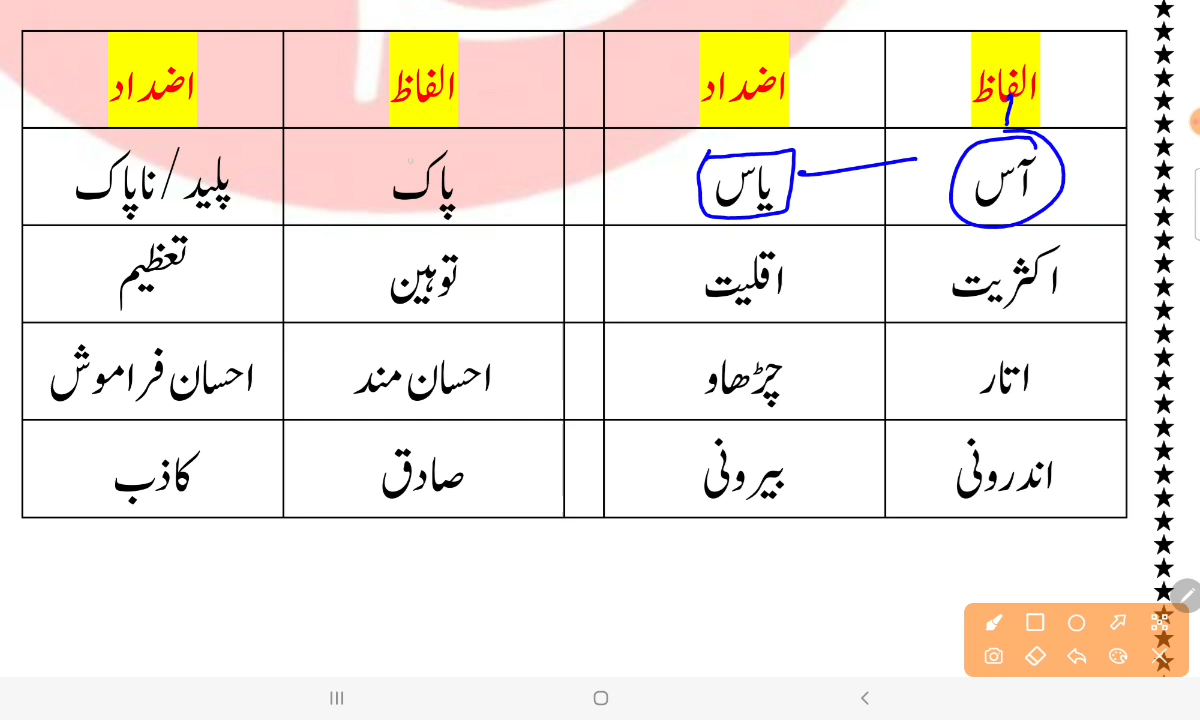 الفاظ اضداد الفاظ اضداد
آس یاس پاک پلید / ناپاک
اکثریت اقلیت توہین تعظیم
اتار چڑھاو احسان مند احسان فراموش
اندرونی بیرونی صادق کاذب